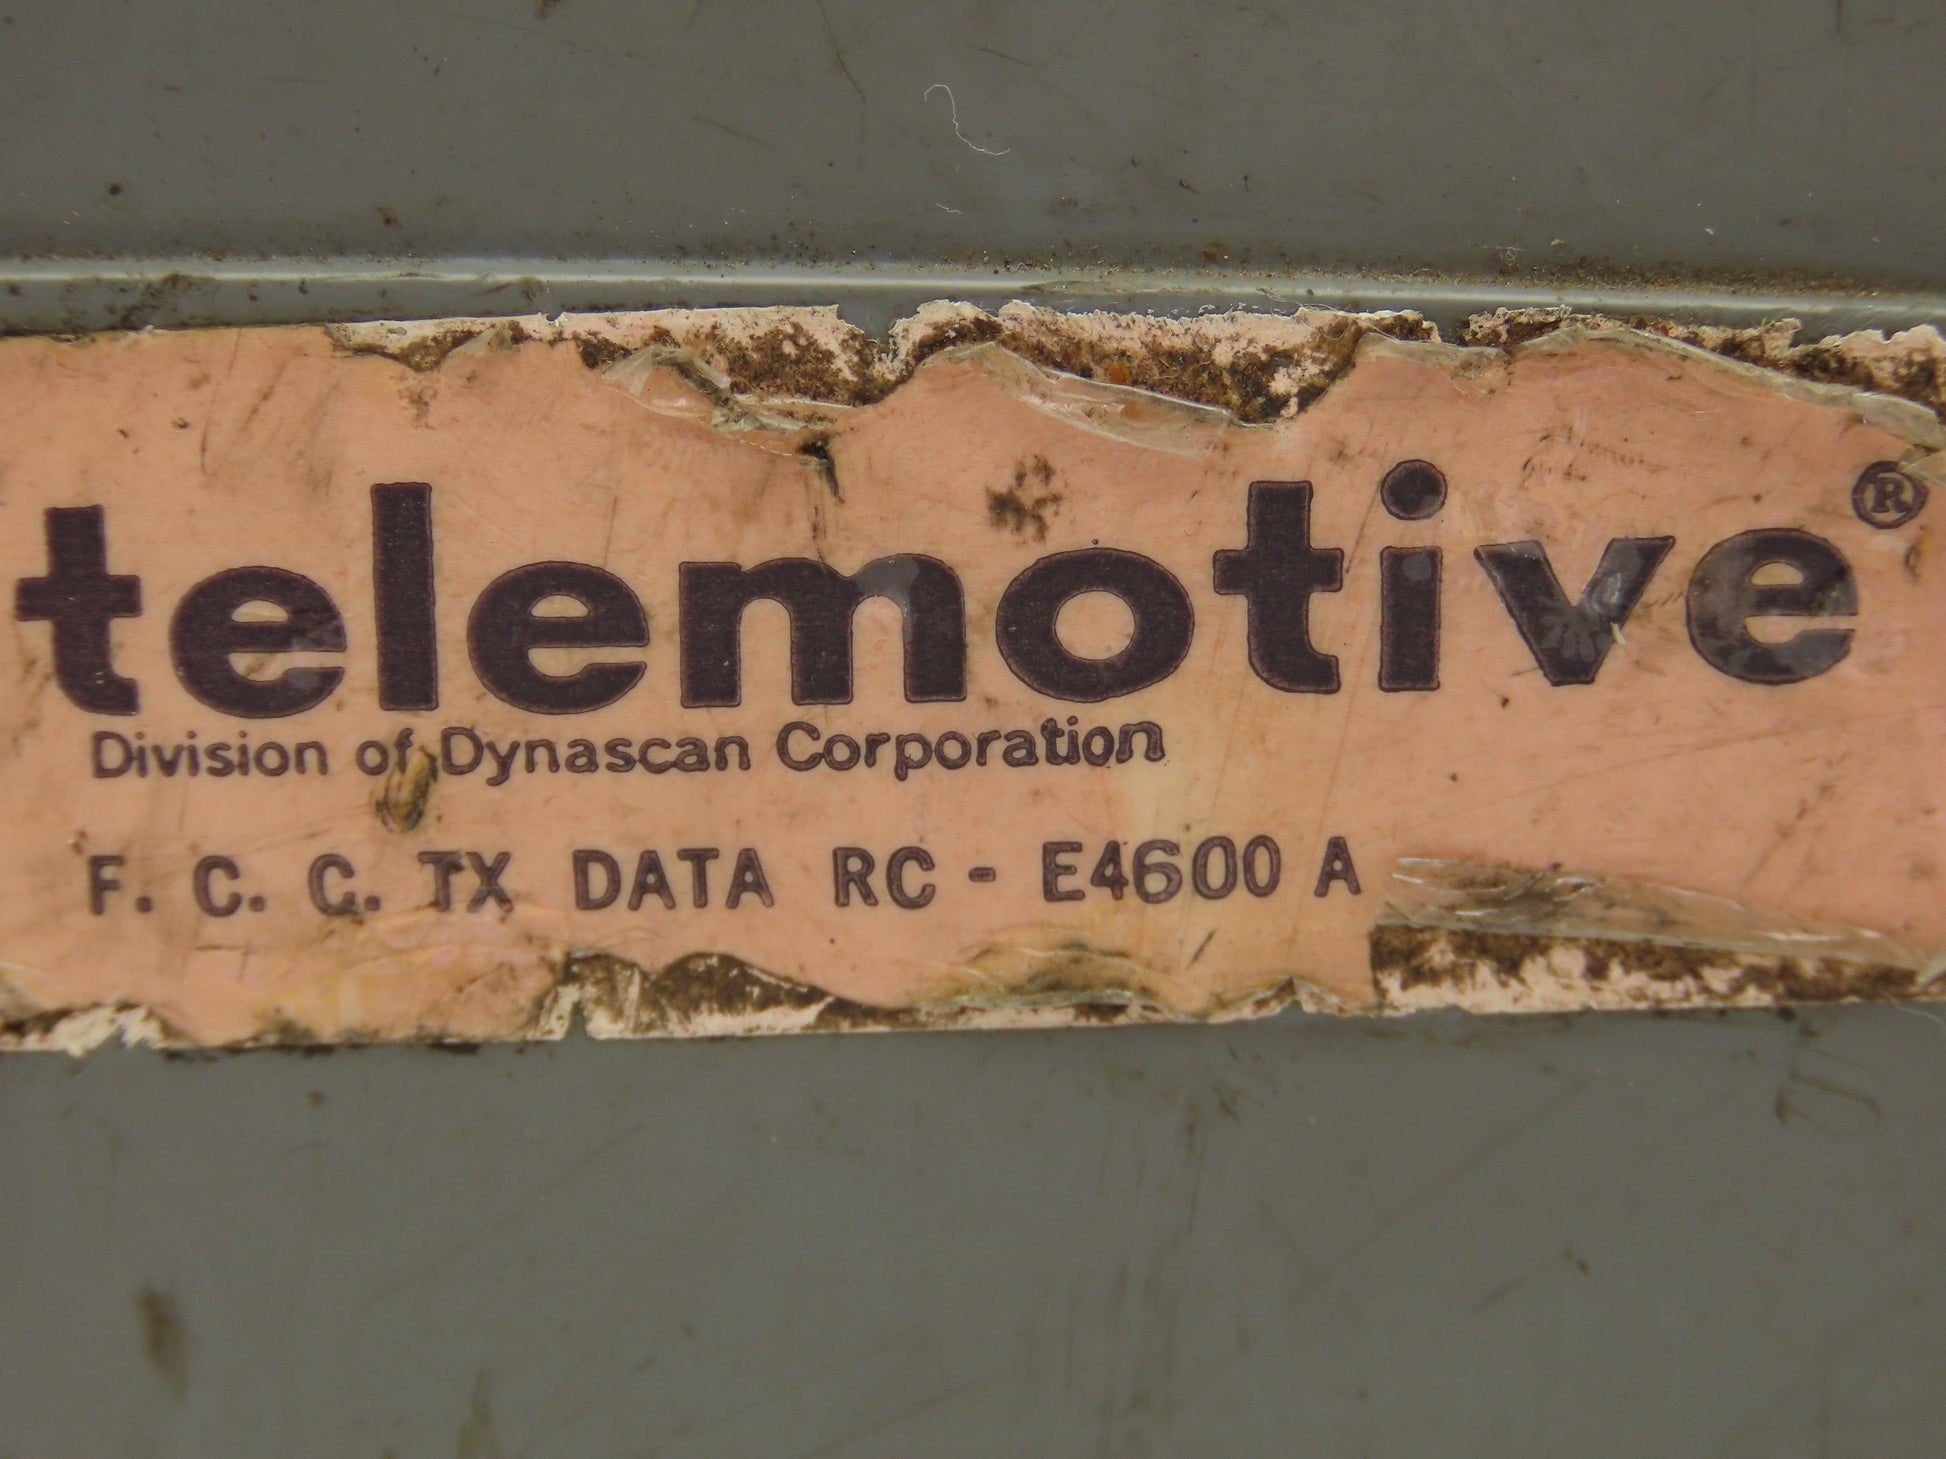 telemotive®
Division of Dynascan Corporation
F. C. C. TX DATA RC - E4600 A